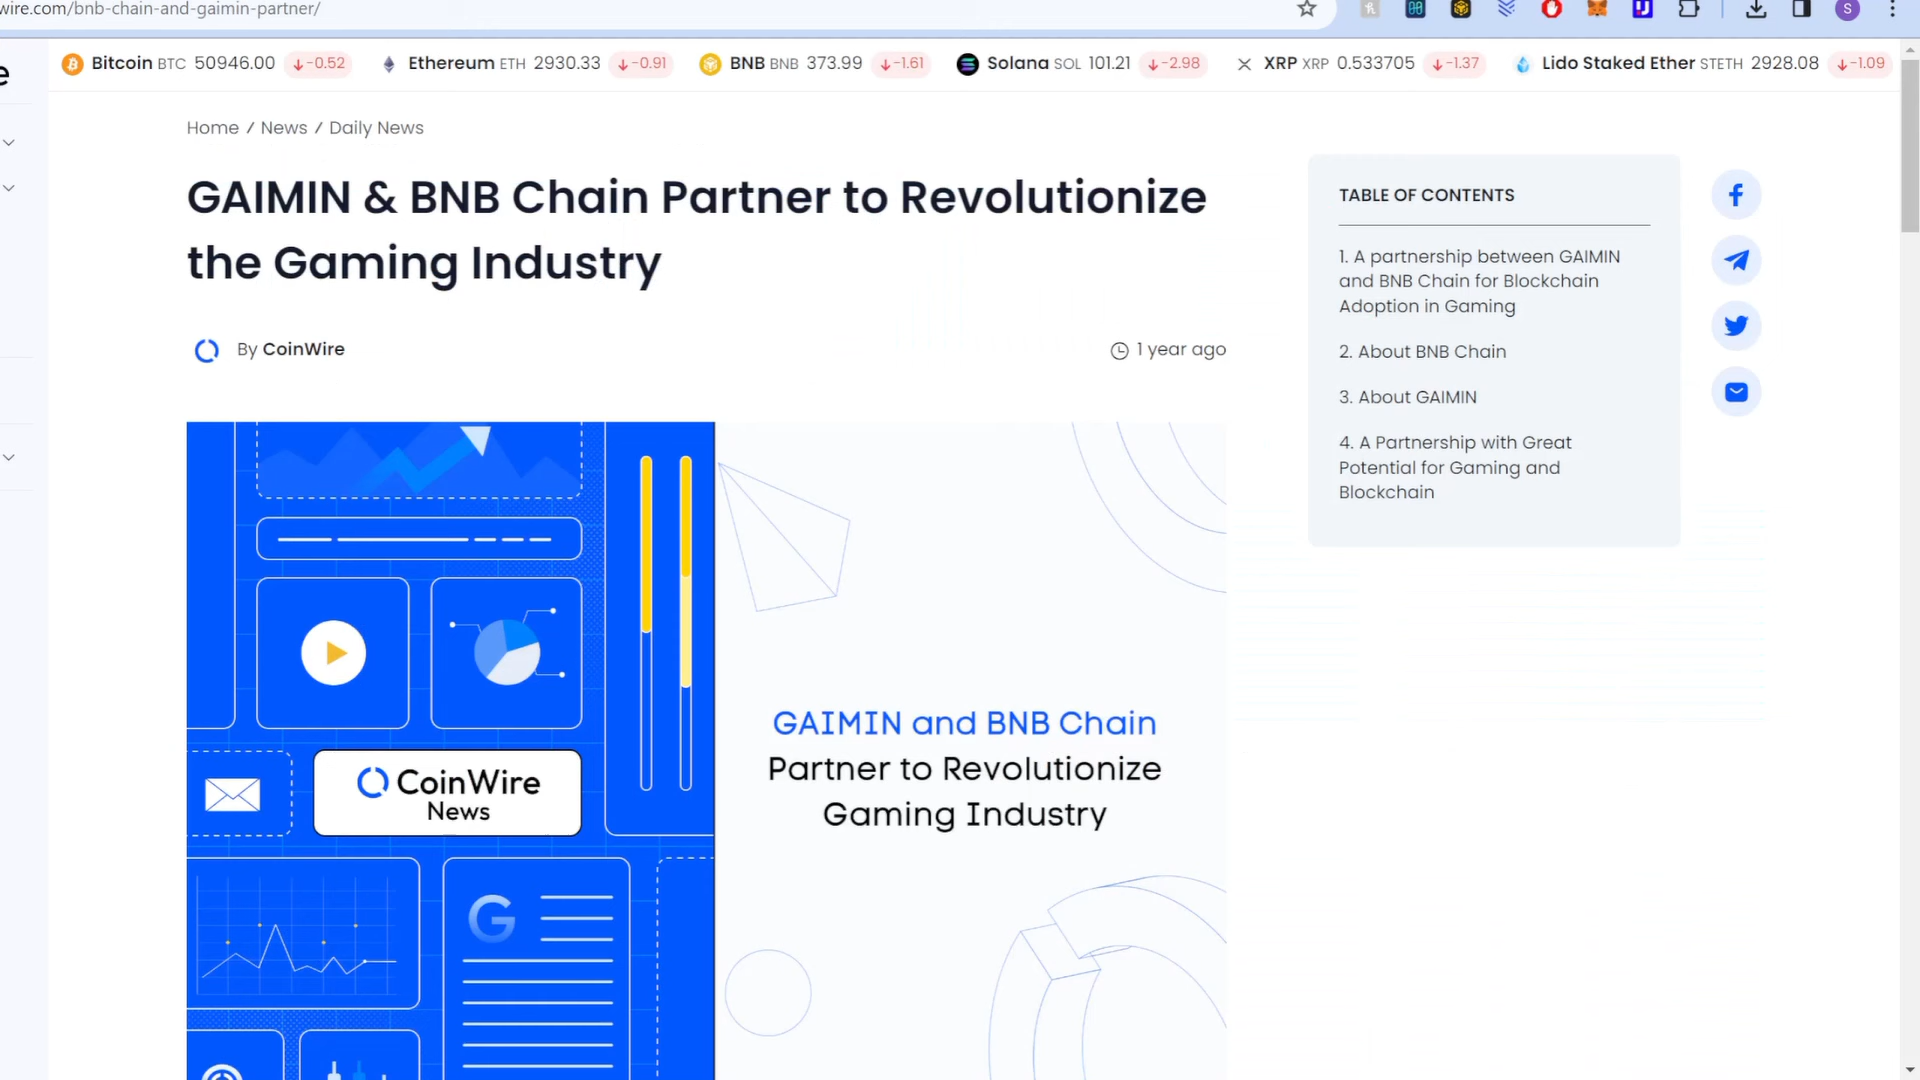 wire.com/bnb-chain-and-gaimin-partner/
S
Bitcoin BTC 50946.00 -0.52 Ethereum ETH 2930.33 -0.91 BNB BNB 373.99 -1.61 Solana SOL 101.21 -2.98 XRP XRP 0.533705 -1.37 Lido Staked Ether STETH 2928.08 -1.09
e
Home / News / Daily News
GAIMIN & BNB Chain Partner to Revolutionize
the Gaming Industry
By CoinWire
1 year ago
TABLE OF CONTENTS
1. A partnership between GAIMIN
and BNB Chain for Blockchain
Adoption in Gaming
2. About BNB Chain
3. About GAIMIN
4. A Partnership with Great
Potential for Gaming and
Blockchain
e
CoinWire
News
G
GAIMIN and BNB Chain
Partner to Revolutionize
Gaming Industry